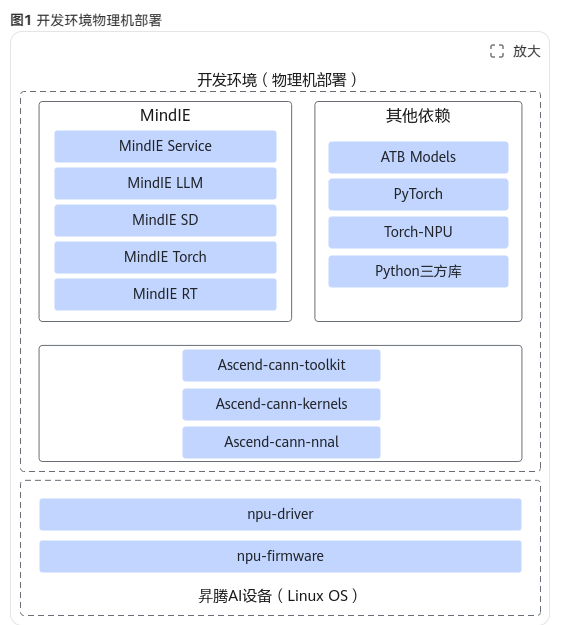 图1 开发环境物理机部署
放大
开发环境（物理机部署）
MindIE
MindIE Service
MindIE LLM
MindIE SD
MindIE Torch
MindIE RT
其他依赖
ATB Models
PyTorch
Torch-NPU
Python三方库
Ascend-cann-toolkit
Ascend-cann-kernels
Ascend-cann-nnal
npu-driver
npu-firmware
昇腾AI设备（Linux OS）